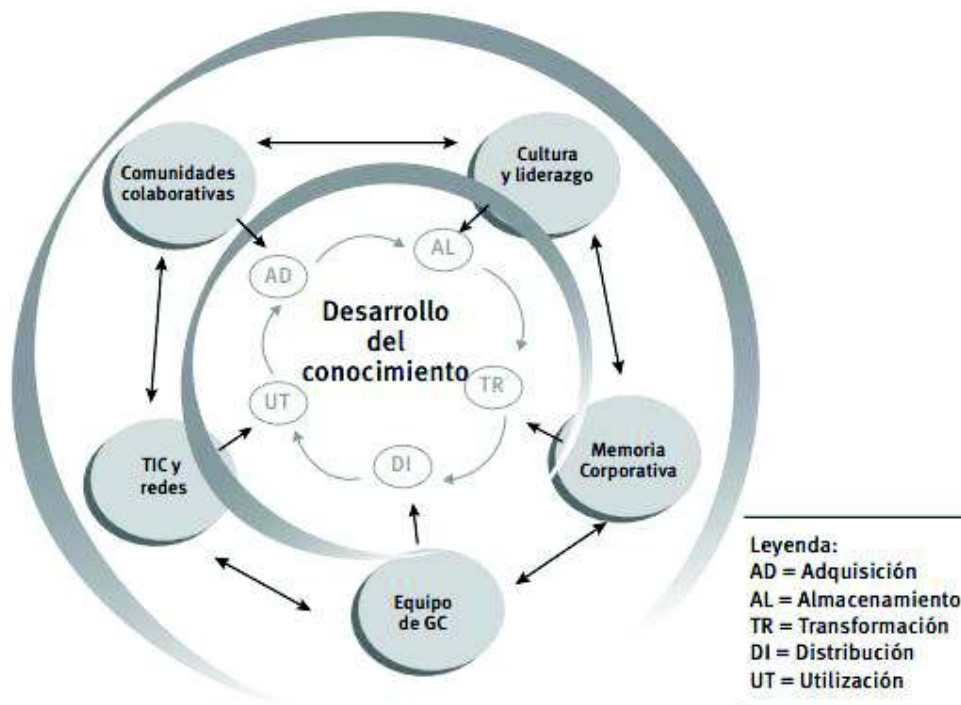 Comunidades
colaborativas
Cultura
y liderazgo
AD
AL
Desarrollo
del
conocimiento
TR
UT
DI
TIC y
redes
Memoria
Corporativa
Equipo
de GC
Leyenda:
AD = Adquisición
AL = Almacenamiento
TR = Transformación
DI = Distribución
UT = Utilización